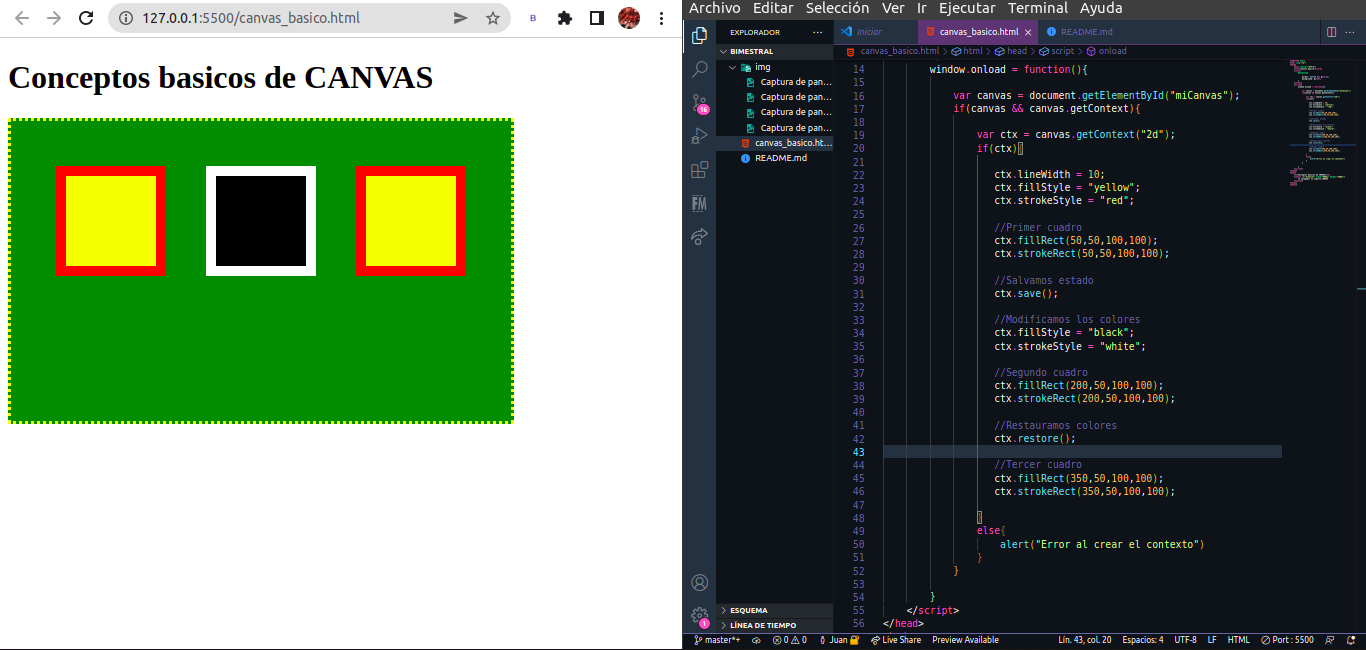 127.0.0.1:5500/canvas_basico.html
B
Conceptos basicos de CANVAS
Archivo Editar Selección Ver Ir Ejecutar Terminal Ayuda
EXPLORADOR ···
BIMESTRAL
img
Captura de pan...
Captura de pan...
Captura de pan...
Captura de pan...
canvas_basico.ht...
README.md
16
FM
1
ESQUEMA
LÍNEA DE TIEMPO
Iniciar canvas_basico.html × README.md
canvas_basico.html > html > head > script > onload
14 window.onload = function(){
15
16 var canvas = document.getElementById("miCanvas");
17 if(canvas && canvas.getContext){
18
19 var ctx = canvas.getContext("2d");
20 if(ctx){
21
22 ctx.lineWidth = 10;
23 ctx.fillStyle = "yellow";
24 ctx.strokeStyle = "red";
25
26 //Primer cuadro
27 ctx.fillRect(50,50,100,100);
28 ctx.strokeRect(50,50,100,100);
29
30 //Salvamos estado
31 ctx.save();
32
33 //Modificamos los colores
34 ctx.fillStyle = "black";
35 ctx.strokeStyle = "white";
36
37 //Segundo cuadro
38 ctx.fillRect(200,50,100,100);
39 ctx.strokeRect(200,50,100,100);
40
41 //Restauramos colores
42 ctx.restore();
43
44 //Tercer cuadro
45 ctx.fillRect(350,50,100,100);
46 ctx.strokeRect(350,50,100,100);
47
48 }
49 else{
50 alert("Error al crear el contexto")
51 }
52 }
53
54 }
55 </script>
56 </head>
master*+ 0 0 Juan Live Share Preview Available Lín. 43, col. 20 Espacios: 4 UTF-8 LF HTML Port : 5500